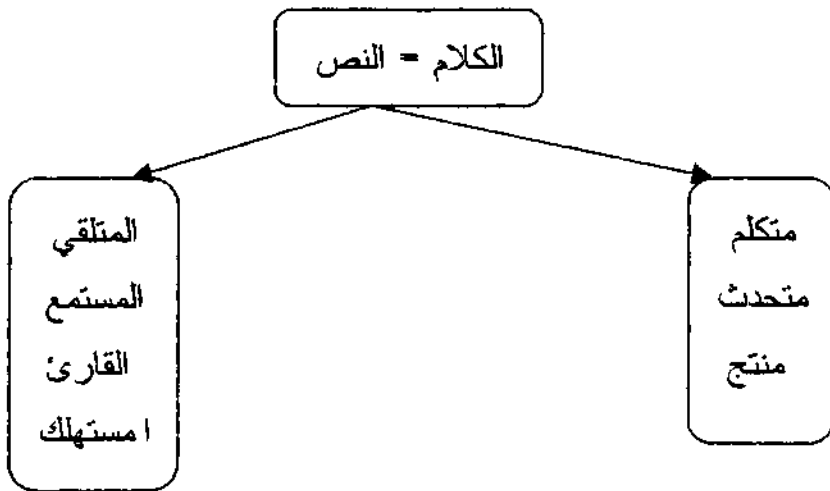 الكلام = النص
متكلم
متحدث
منتج
المتلقي
المستمع
القارئ
ا مستهلك